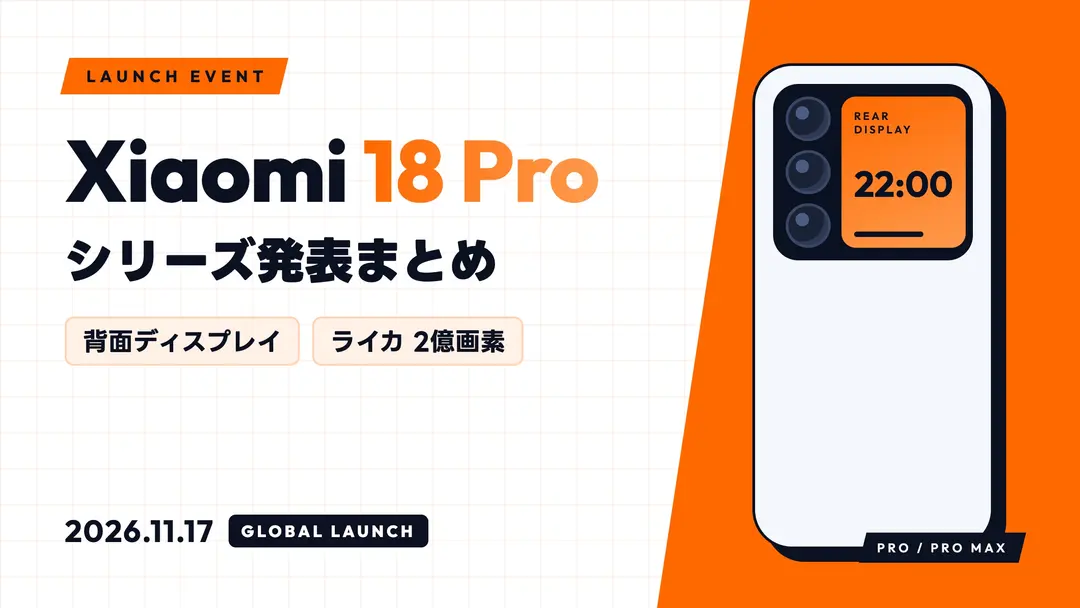 LAUNCH EVENT
Xiaomi 18 Pro
シリーズ発表まとめ
背面ディスプレイ
ライカ 2億画素
2026.11.17
GLOBAL LAUNCH
REAR
DISPLAY
22:00
PRO / PRO MAX